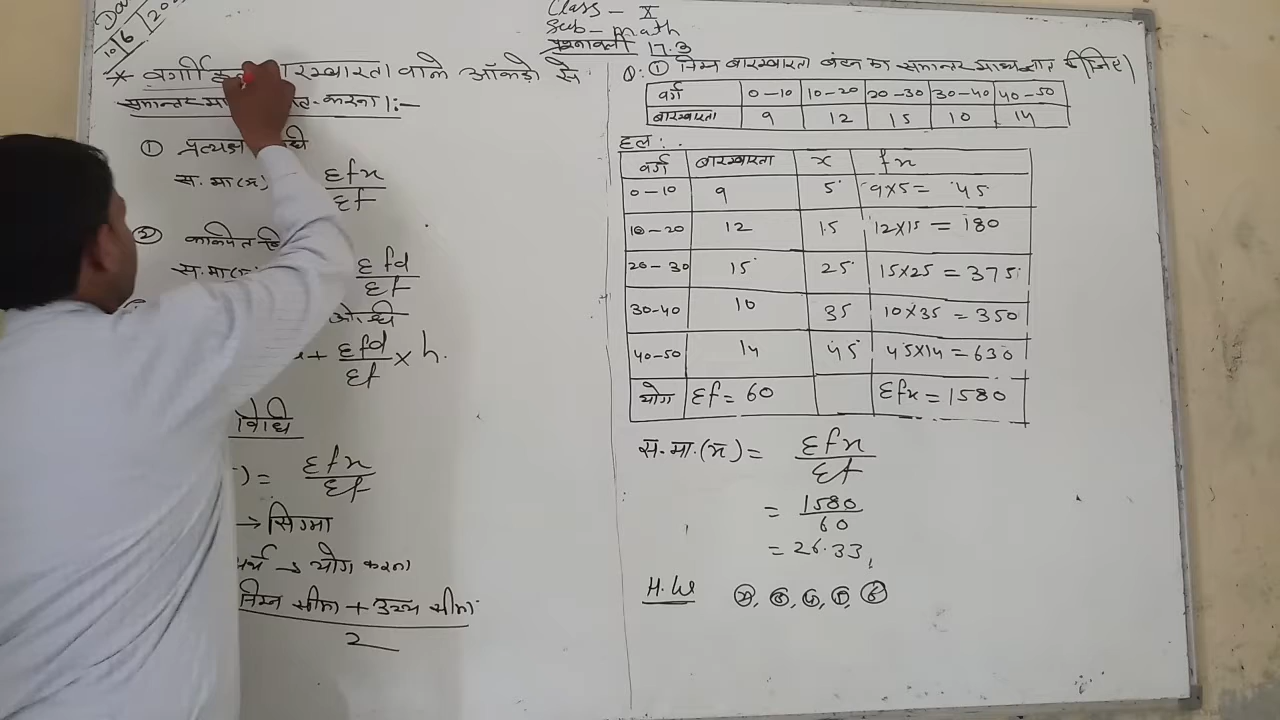 Class - X
Sub - math
प्रश्नावली 17.3
10/6/20
* वर्गीकृत बारम्बारता वाले आँकड़ो से
समान्तर करना।:-
① प्रत्यक्ष
स. मा(x̄) Σfx/Σf
② कल्पित
स. मा Σfd/Σf
+ Σfd/Σf × h.
विधि
) = Σfx/Σf
→ सिग्मा
अर्थ → योग करना
निम्न सीमा + उच्च सीमा
2
Q: ① निम्न बारम्बारता बंटन का समान्तर माध्य ज्ञात कीजिए।
वर्ग 0-10 10-20 20-30 30-40 40-50
बारम्बारता 9 12 15 10 14
हल:.
वर्ग बारम्बारता x fx
0-10 9 5 9×5= 45
10-20 12 15 12×15 = 180
20-30 15 25 15×25 = 375
30-40 10 35 10×35 = 350
40-50 14 45 45×14 = 630
योग Σf = 60 Σfx = 1580
स. मा. (x̄) = Σfx/Σf
= 1580/60
= 26.33
H.W ②, ③, ④, ⑤, ⑥